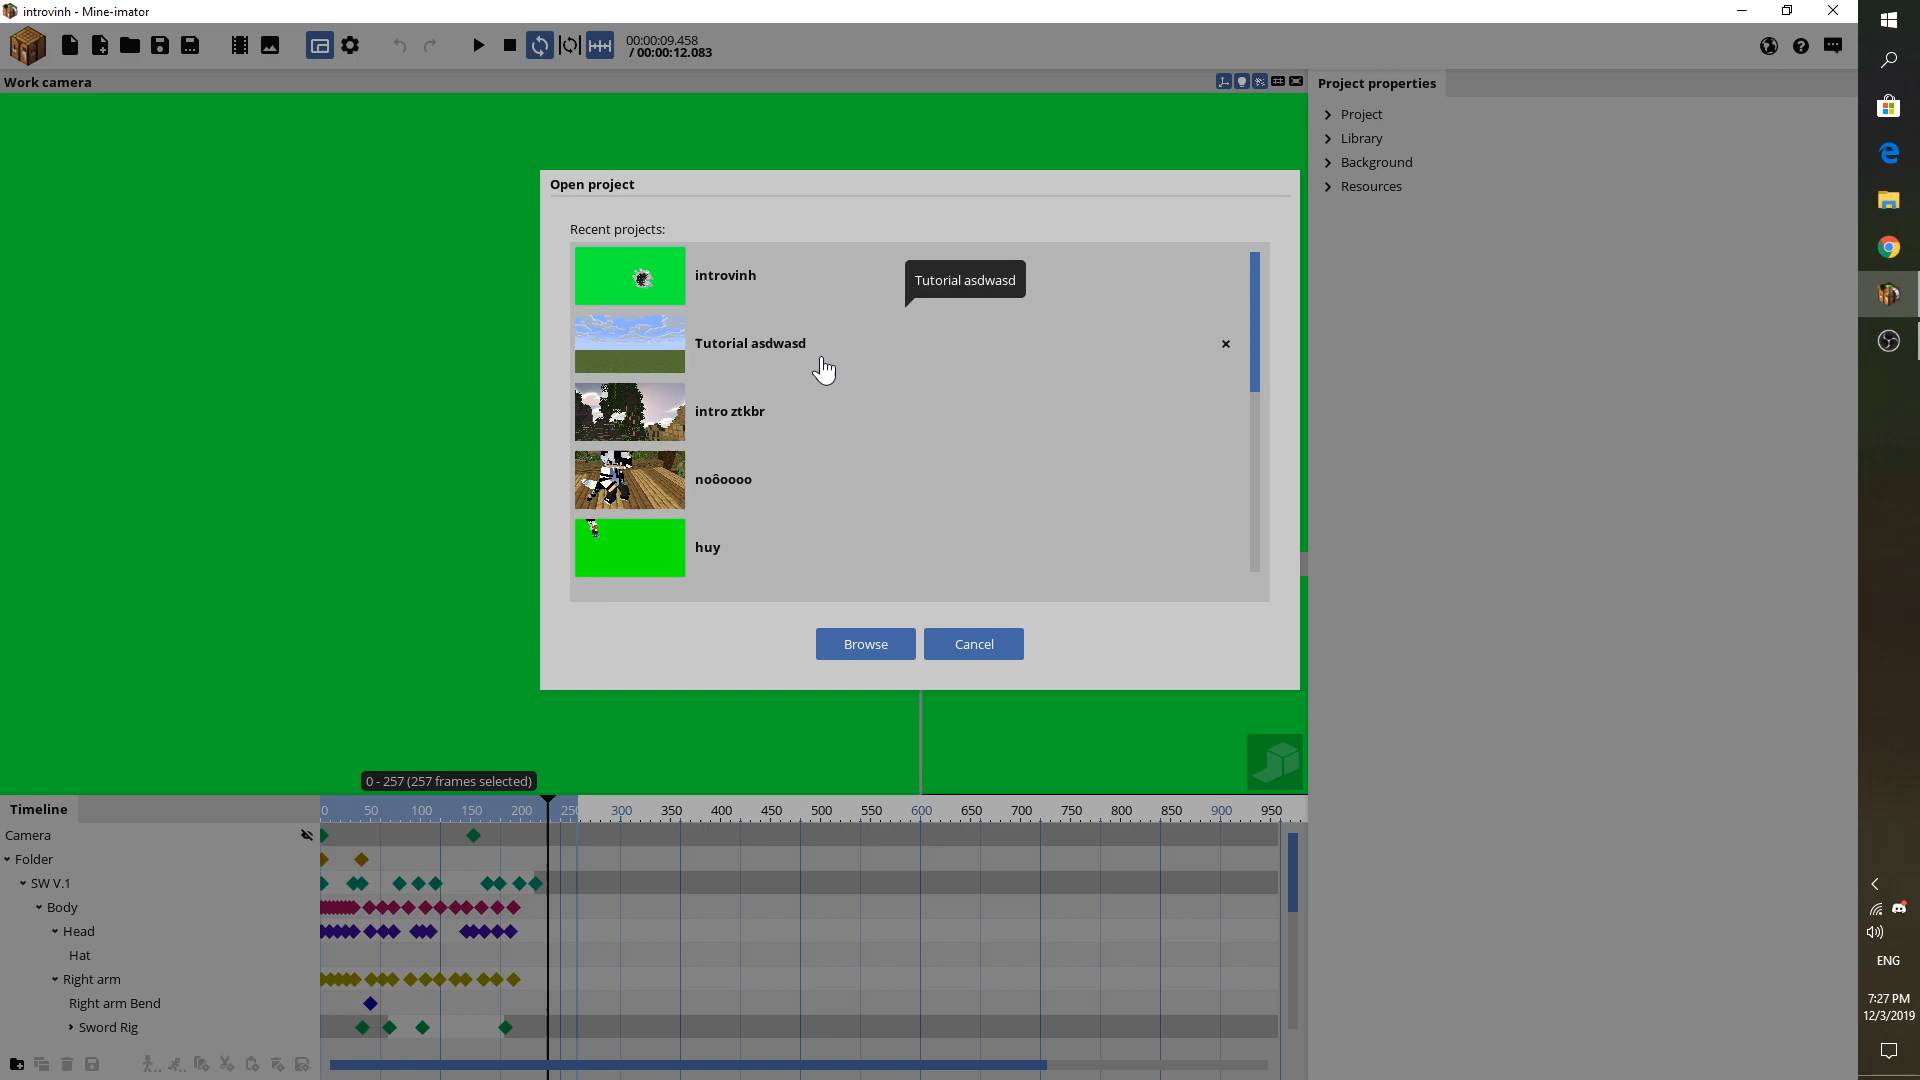 introvinh - Mine-imator
00:00:09.458
/ 00:00:12.083
Work camera
Project properties
Project
Library
Background
Resources
Open project
Recent projects:
introvinh
Tutorial asdwasd
Tutorial asdwasd
intro ztkbr
noôoooo
huy
Browse
Cancel
0 - 257 (257 frames selected)
Timeline
0 50 100 150 200 250 300 350 400 450 500 550 600 650 700 750 800 850 900 950
Camera
Folder
SW V.1
Body
Head
Hat
Right arm
Right arm Bend
Sword Rig
ENG
7:27 PM
12/3/2019